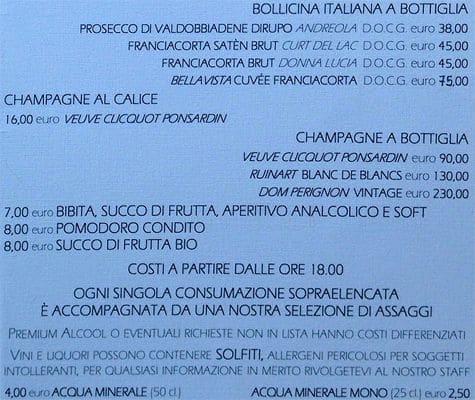 BOLLICINA ITALIANA A BOTTIGLIA
PROSECCO DI VALDOBBIADENE DIRUPO ANDREOLA D.O.C.G. euro 38,00
FRANCIACORTA SATÈN BRUT CURT DEL LAC D.O.C.G. euro 45,00
FRANCIACORTA BRUT DONNA LUCIA D.O.C.G. euro 45,00
BELLAVISTA CUVÉE FRANCIACORTA D.O.C.G. euro 75,00
CHAMPAGNE AL CALICE
16,00 euro VEUVE CLICQUOT PONSARDIN
CHAMPAGNE A BOTTIGLIA
VEUVE CLICQUOT PONSARDIN euro 90,00
RUINART BLANC DE BLANCS euro 130,00
DOM PERIGNON VINTAGE euro 230,00
7,00 euro BIBITA, SUCCO DI FRUTTA, APERITIVO ANALCOLICO E SOFT
8,00 euro POMODORO CONDITO
8,00 euro SUCCO DI FRUTTA BIO
COSTI A PARTIRE DALLE ORE 18.00
OGNI SINGOLA CONSUMAZIONE SOPRAELENCATA
È ACCOMPAGNATA DA UNA NOSTRA SELEZIONE DI ASSAGGI
PREMIUM ALCOOL O EVENTUALI RICHIESTE NON IN LISTA HANNO COSTI DIFFERENZIATI
VINI E LIQUORI POSSONO CONTENERE SOLFITI, ALLERGENI PERICOLOSI PER SOGGETTI
INTOLLERANTI, PER QUALSIASI INFORMAZIONE IN MERITO RIVOLGETEVI AL NOSTRO STAFF
4,00 euro ACQUA MINERALE (50 cl.) ACQUA MINERALE MONO (25 cl.) euro 2,50